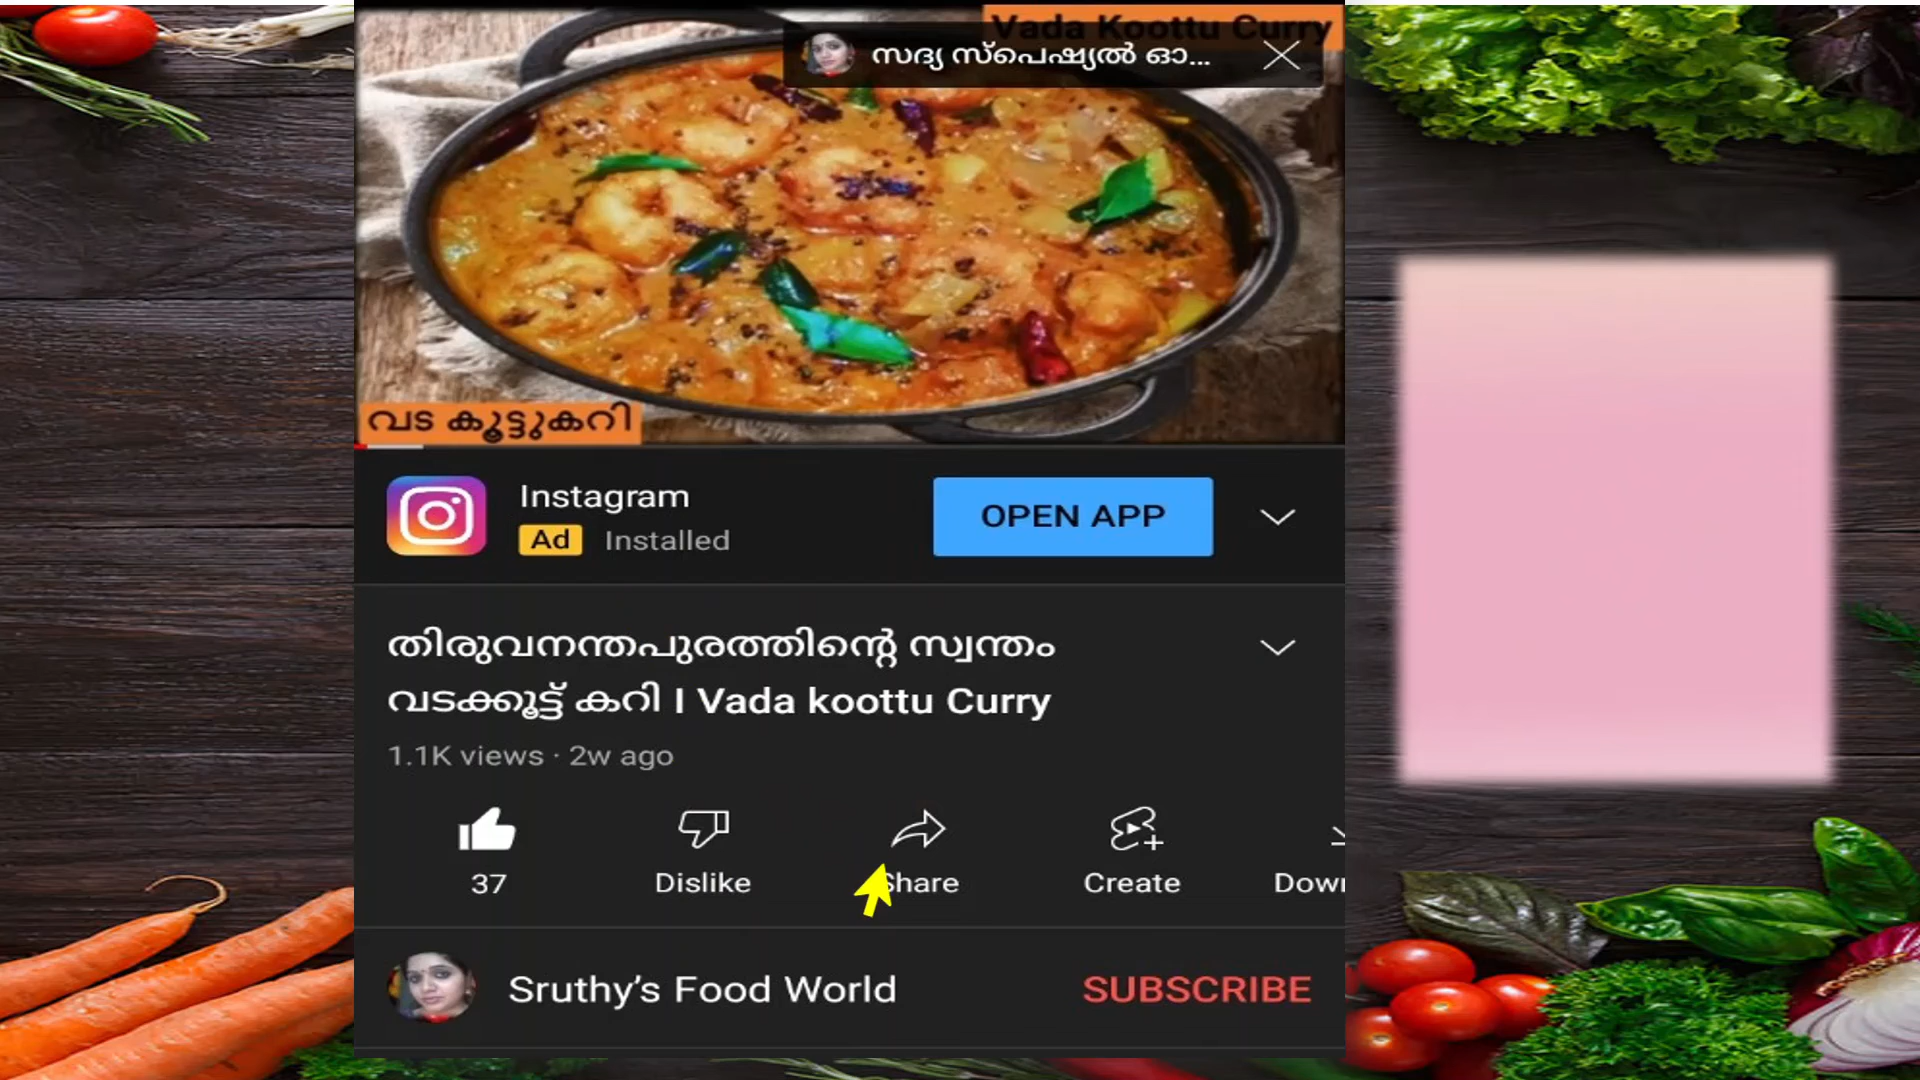 Vada Koottu Curry
സദ്യ സ്പെഷ്യൽ ഓ...
വട കൂട്ടുകറി
Instagram
Ad Installed
OPEN APP
തിരുവനന്തപുരത്തിന്റെ സ്വന്തം
വടക്കൂട്ട് കറി I Vada koottu Curry
1.1K views · 2w ago
37 Dislike Share Create Down
Sruthy’s Food World SUBSCRIBE